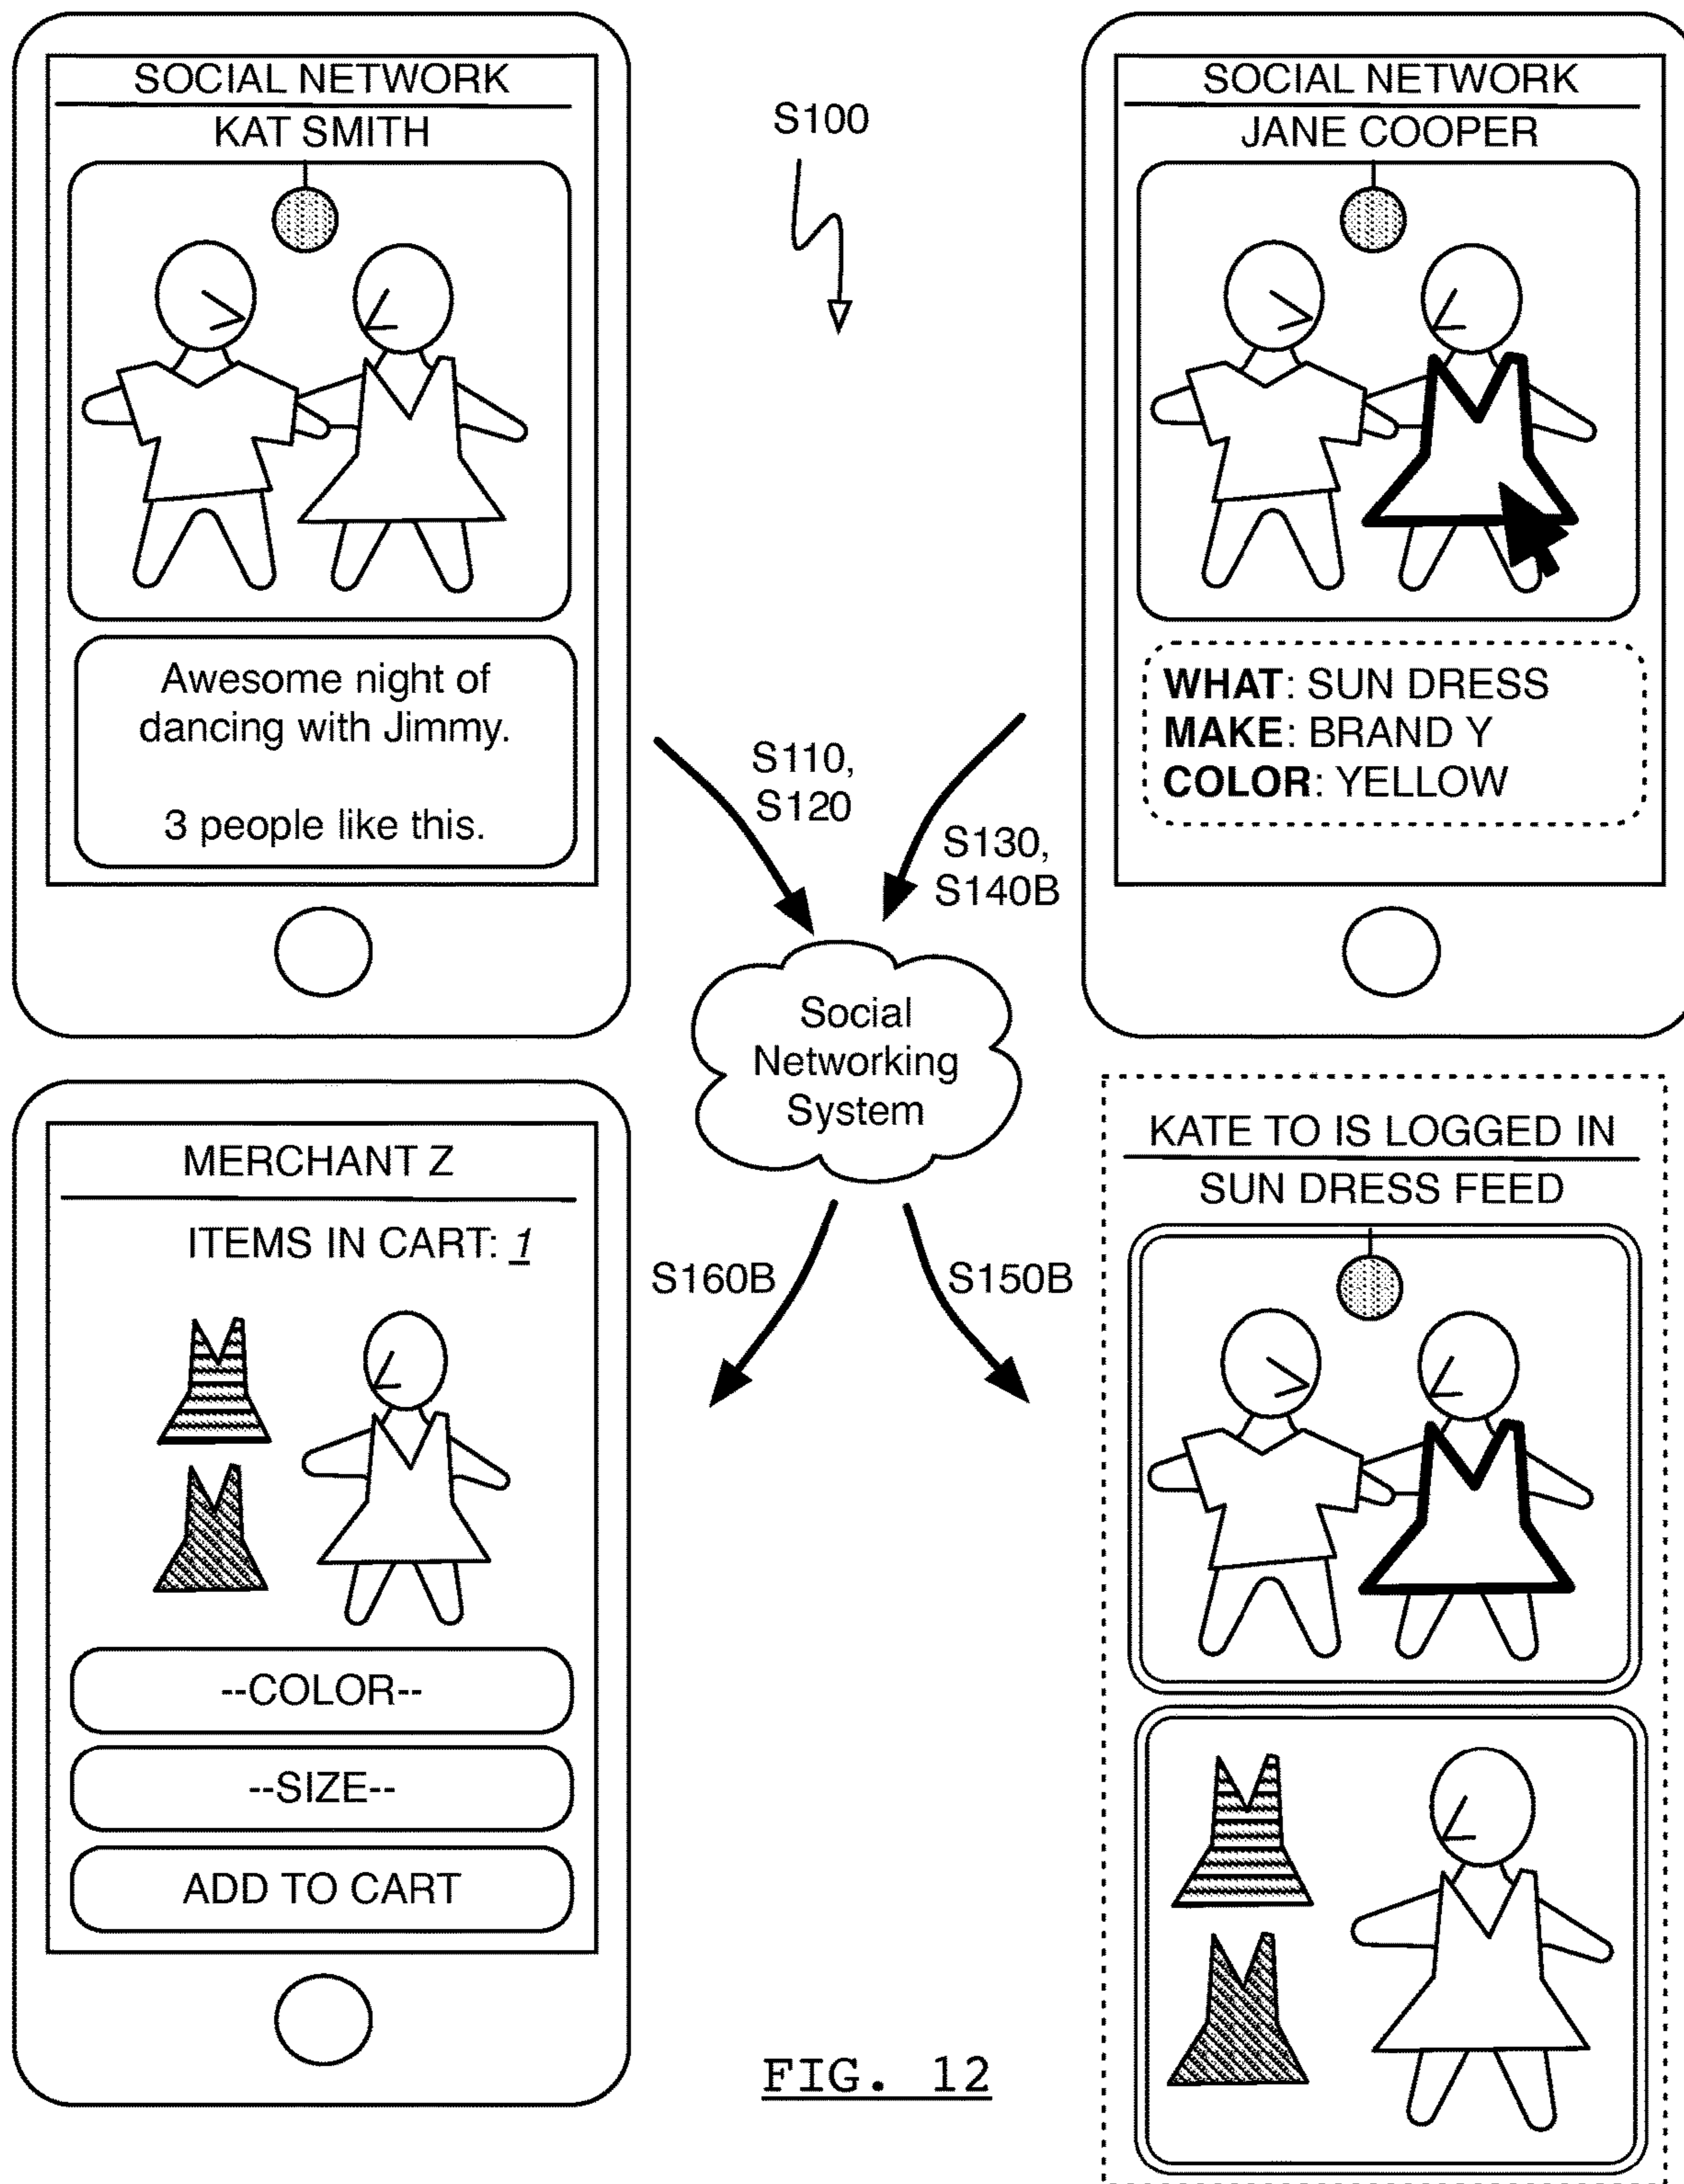 SOCIAL NETWORK
KAT SMITH
Awesome night of
dancing with Jimmy.
3 people like this.
S100
SOCIAL NETWORK
JANE COOPER
WHAT: SUN DRESS
MAKE: BRAND Y
COLOR: YELLOW
S110,
S120
S130,
S140B
Social
Networking
System
S160B
S150B
MERCHANT Z
ITEMS IN CART: 1
--COLOR--
--SIZE--
ADD TO CART
KATE TO IS LOGGED IN
SUN DRESS FEED
FIG. 12